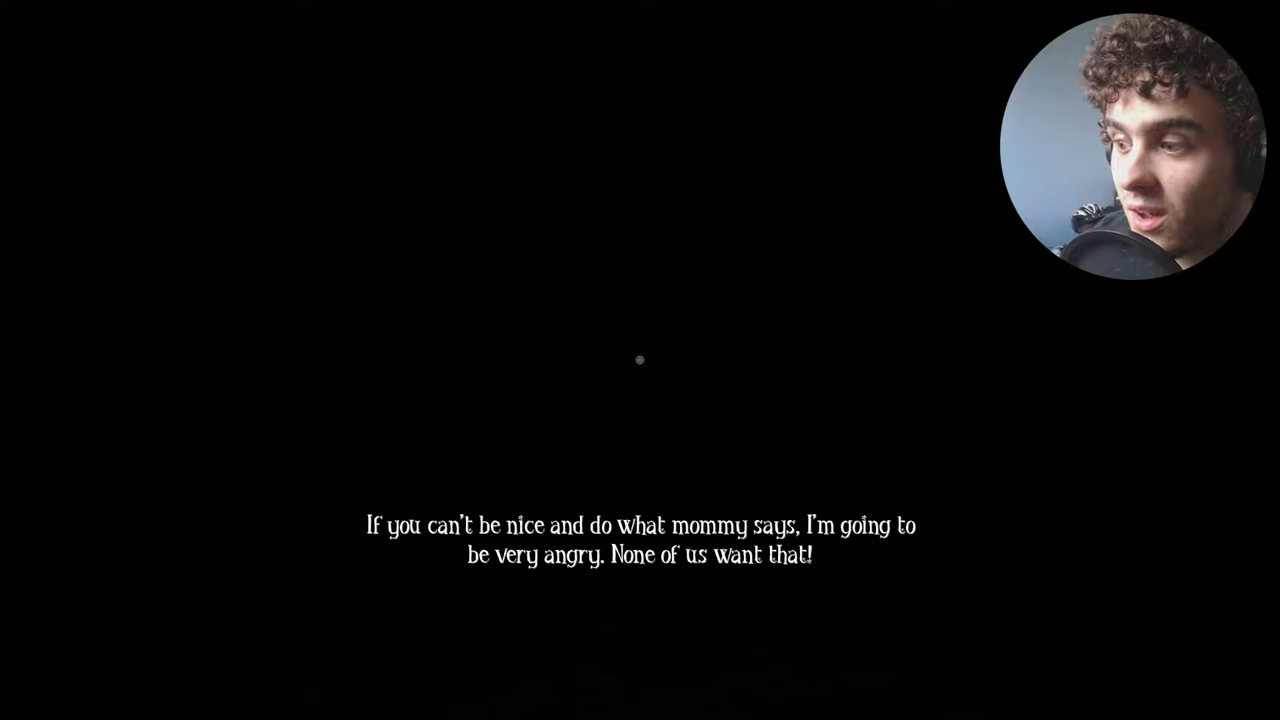 If you can't be nice and do what mommy says, I'm going to
be very angry. None of us want that!